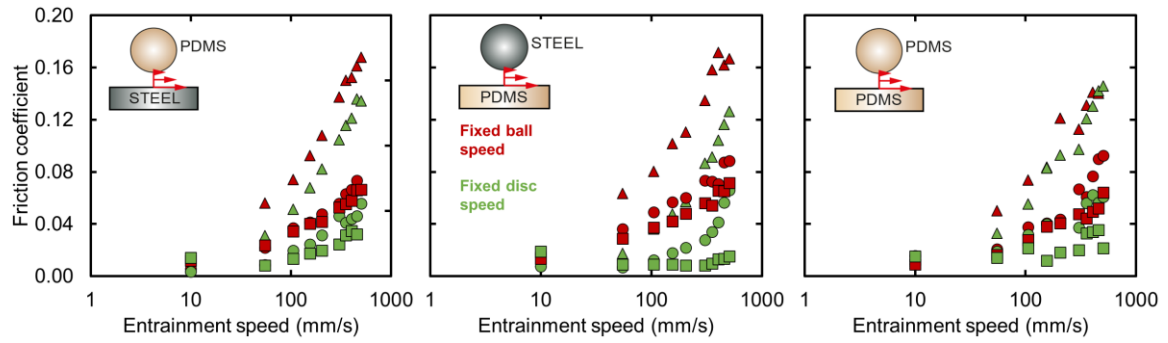 PDMS
STEEL
STEEL
PDMS
Fixed ball
speed
Fixed disc
speed
PDMS
PDMS
Friction coefficient
0.16
0.12
0.08
0.04
0.00
1 10 100 1000
1 10 100 1000
1 10 100 1000
Entrainment speed (mm/s)
Entrainment speed (mm/s)
Entrainment speed (mm/s)